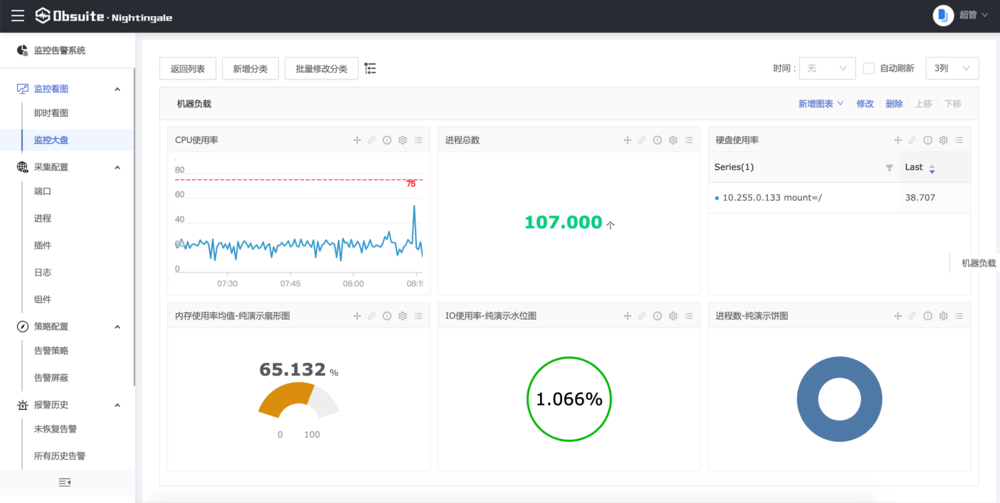 Obsuite · Nightingale
超管
监控告警系统
监控看图
即时看图
监控大盘
采集配置
端口
进程
插件
日志
组件
策略配置
告警策略
告警屏蔽
报警历史
未恢复告警
所有历史告警
返回列表 新增分类 批量修改分类
时间 : 无 自动刷新 3列
机器负载
新增图表 修改 删除 上移 下移
CPU使用率
80
75
60
40
20
0
07:30 07:45 08:00 08:1
进程总数
107.000 个
硬盘使用率
Series(1) Last
10.255.0.133 mount=/ 38.707
机器负载
内存使用率均值-纯演示扇形图
65.132 %
0 100
IO使用率-纯演示水位图
1.066%
进程数-纯演示饼图